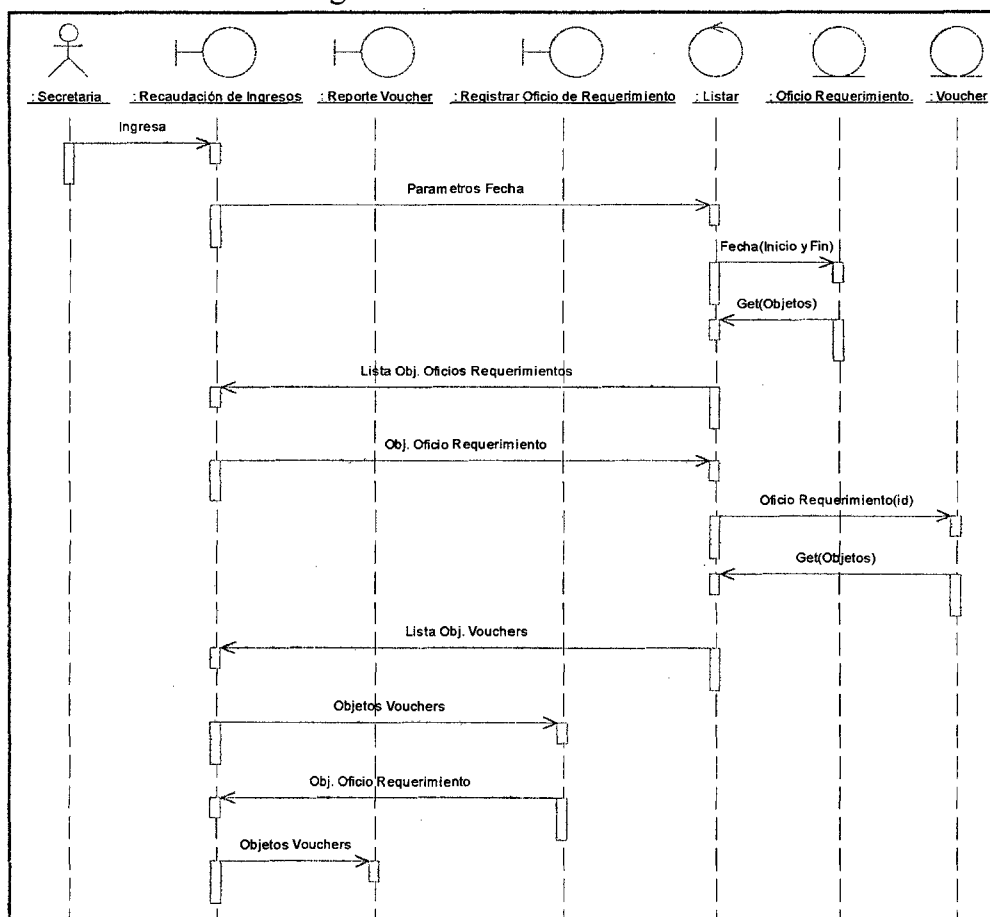 : Secretaria : Recaudación de Ingresos : Reporte Voucher : Registrar Oficio de Requerimiento : Listar : Oficio Requerimiento. : Voucher
Ingresa
Parametros Fecha
Fecha(Inicio y Fin)
Get(Objetos)
Lista Obj. Oficios Requerimientos
Obj. Oficio Requerimiento
Oficio Requerimiento(id)
Get(Objetos)
Lista Obj. Vouchers
Objetos Vouchers
Obj. Oficio Requerimiento
Objetos Vouchers